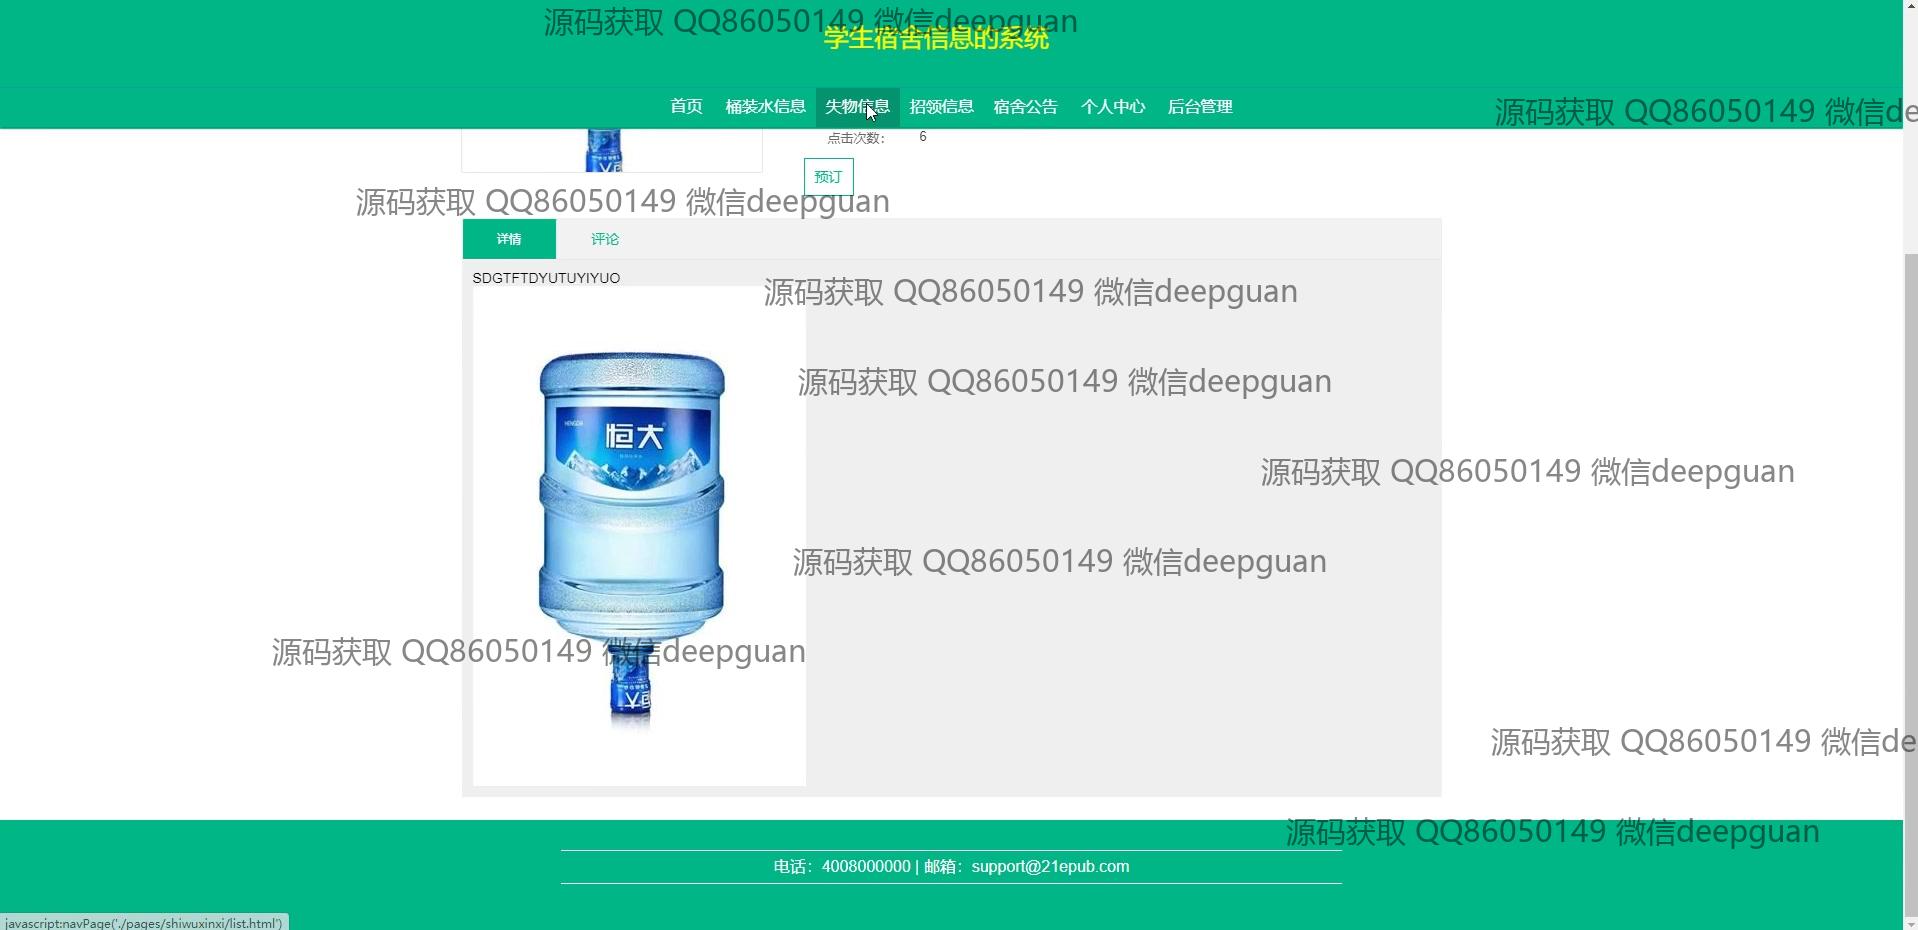 源码获取 QQ86050149 微信deepguan
学生宿舍信息的系统
首页 桶装水信息 失物信息 招领信息 宿舍公告 个人中心 后台管理
源码获取 QQ86050149 微信de
点击次数： 6
预订
源码获取 QQ86050149 微信deepguan
详情 评论
SDGTFTDYUTUYIYUO
源码获取 QQ86050149 微信deepguan
源码获取 QQ86050149 微信deepguan
HENGDA
恒大
源码获取 QQ86050149 微信deepguan
源码获取 QQ86050149 微信deepguan
源码获取 QQ86050149 微信deepguan
源码获取 QQ86050149 微信de
源码获取 QQ86050149 微信deepguan
电话：4008000000 | 邮箱：support@21epub.com
javascript:navPage('./pages/shiwuxinxi/list.html')